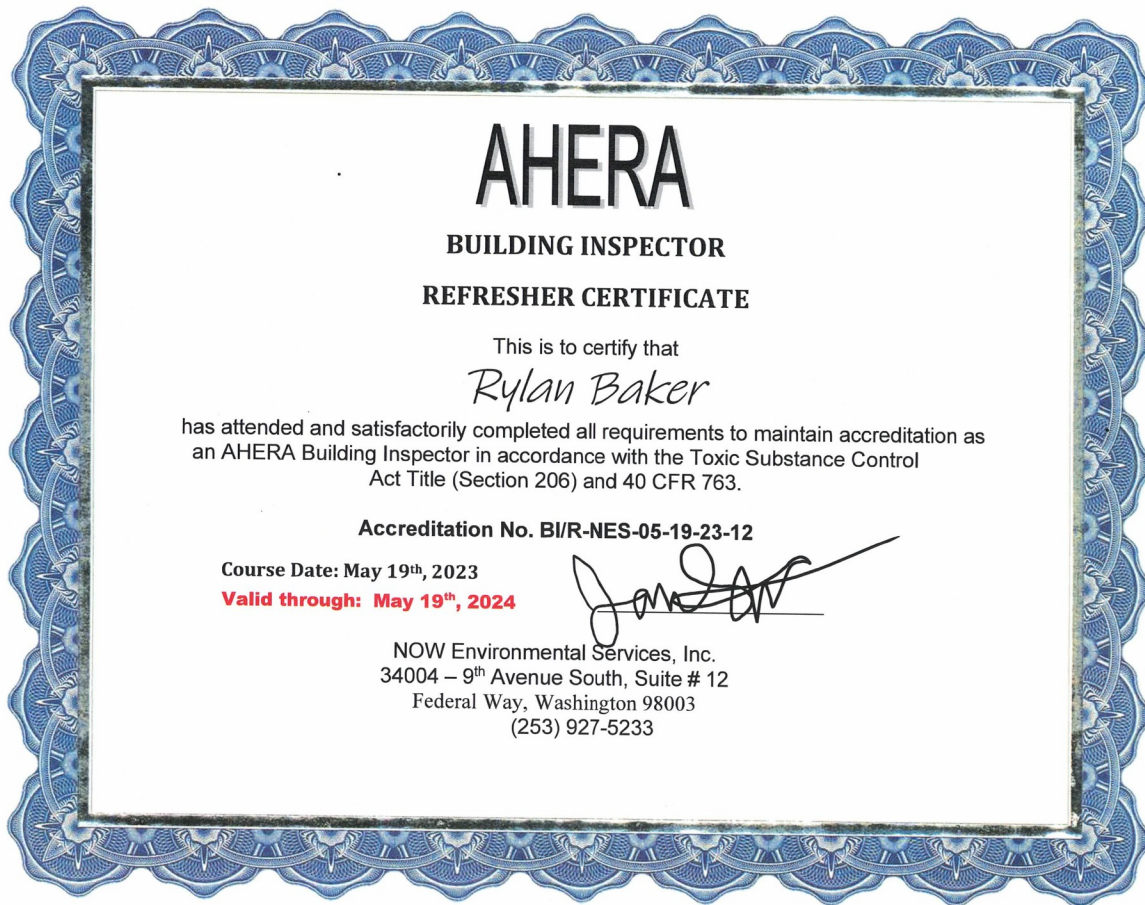 AHERA
BUILDING INSPECTOR
REFRESHER CERTIFICATE
This is to certify that
Rylan Baker
has attended and satisfactorily completed all requirements to maintain accreditation as
an AHERA Building Inspector in accordance with the Toxic Substance Control
Act Title (Section 206) and 40 CFR 763.
Accreditation No. BI/R-NES-05-19-23-12
Course Date: May 19th, 2023
Valid through: May 19th, 2024
NOW Environmental Services, Inc.
34004 – 9th Avenue South, Suite # 12
Federal Way, Washington 98003
(253) 927-5233